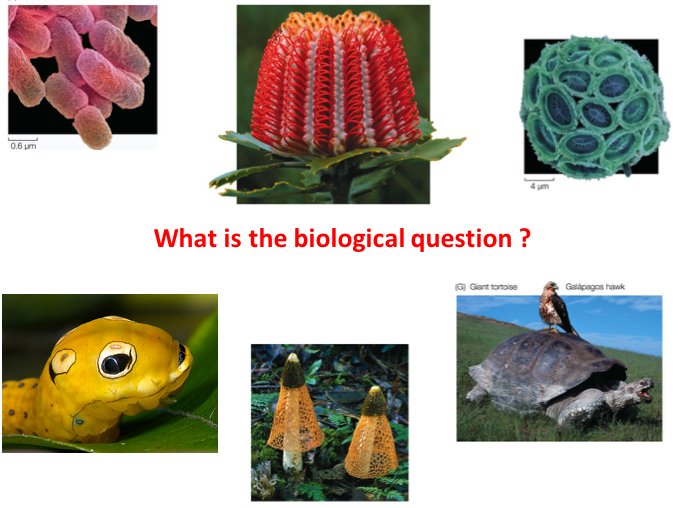 0.6 µm
4 µm
What is the biological question ?
(G) Giant tortoise Galápagos hawk